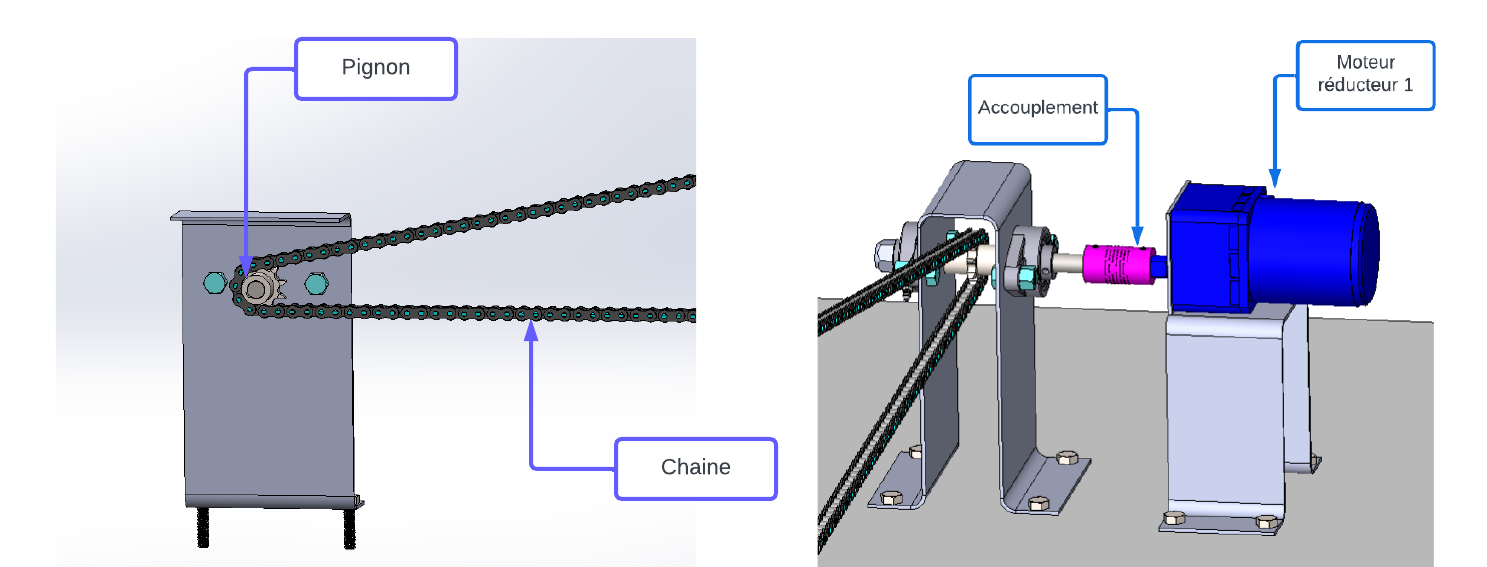 Pignon
Chaine
Accouplement
Moteur
réducteur 1